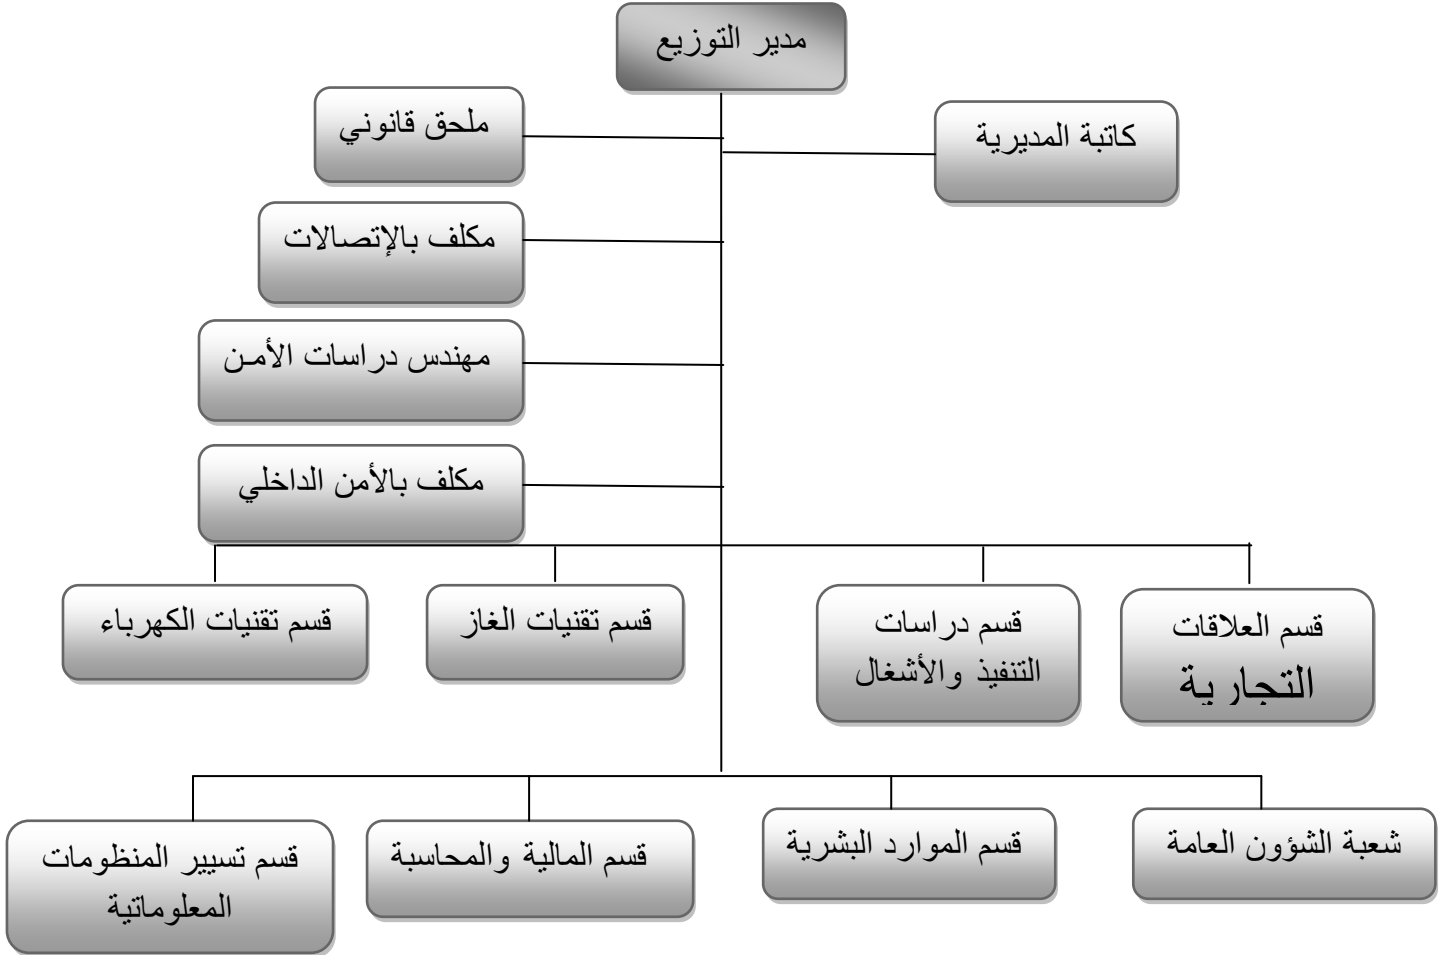 مدير التوزيع
كاتبة المديرية
ملحق قانوني
مكلف بالإتصالات
مهندس دراسات الأمـن
مكلف بالأمن الداخلي
قسم العلاقات
التجارية
قسم دراسات
التنفيذ والأشغال
قسم تقنيات الغاز
قسم تقنيات الكهرباء
شعبة الشؤون العامة
قسم الموارد البشرية
قسم المالية والمحاسبة
قسم تسيير المنظومات
المعلوماتية